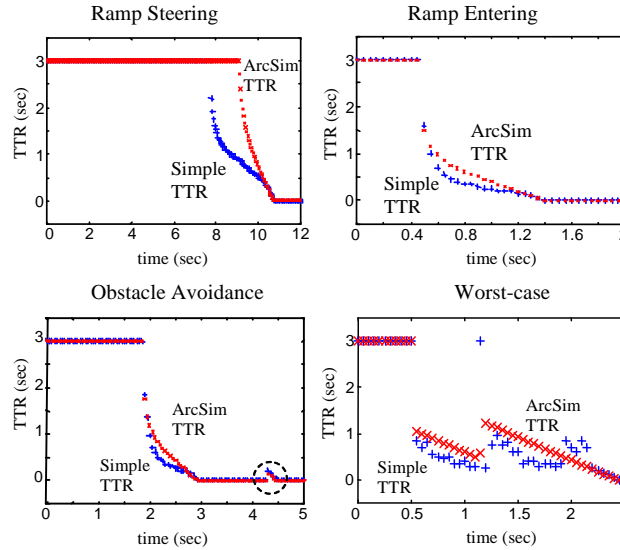 Ramp Steering
TTR (sec)
3
2
1
0
ArcSim
TTR
Simple
TTR
0 2 4 6 8 10 12
time (sec)
Ramp Entering
TTR (sec)
3
2
1
0
ArcSim
TTR
Simple
TTR
0 0.4 0.8 1.2 1.6 2
time (sec)
Obstacle Avoidance
TTR (sec)
3
2
1
0
ArcSim
TTR
Simple
TTR
0 1 2 3 4 5
time (sec)
Worst-case
TTR (sec)
3
2
1
0
ArcSim
TTR
Simple
TTR
0 0.5 1 1.5 2
time (sec)